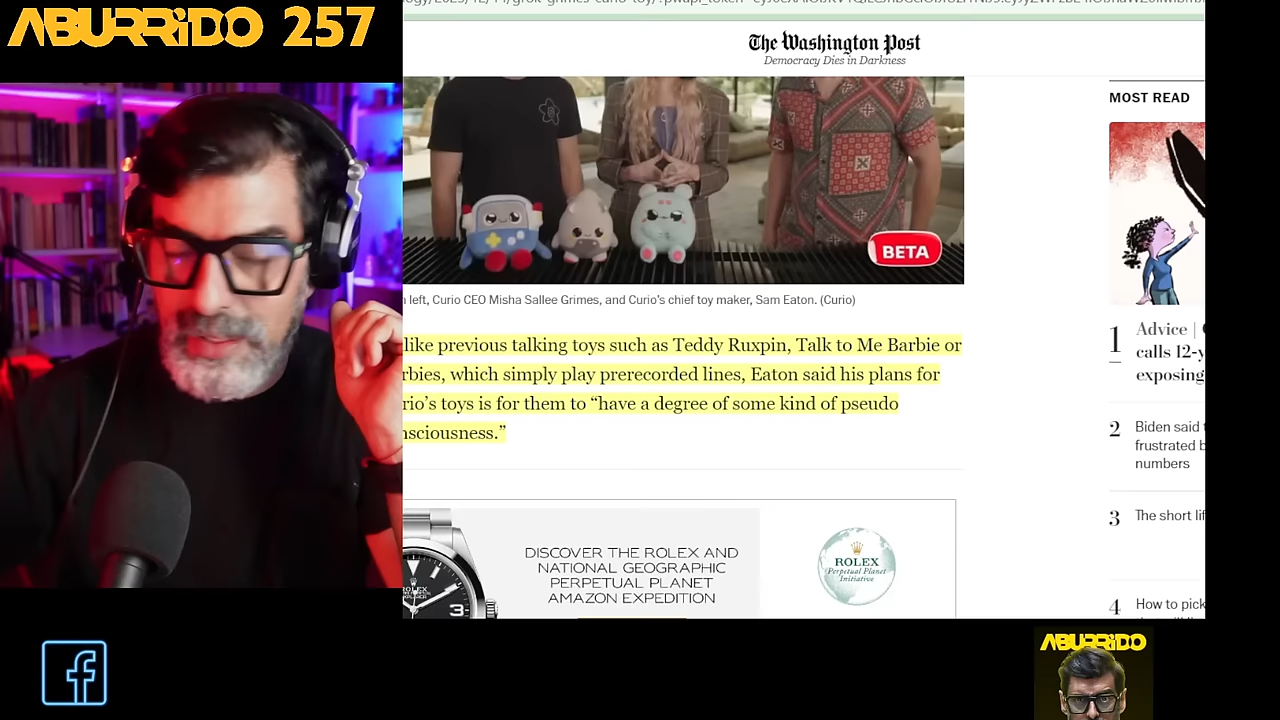 ABURRIDO 257
The Washington Post
Democracy Dies in Darkness
MOST READ
BETA
left, Curio CEO Misha Sallee Grimes, and Curio's chief toy maker, Sam Eaton. (Curio)
like previous talking toys such as Teddy Ruxpin, Talk to Me Barbie or
rbies, which simply play prerecorded lines, Eaton said his plans for
rio's toys is for them to “have a degree of some kind of pseudo
nsciousness.”
1
Advice |
calls 12-y
exposing
2
Biden said
frustrated b
numbers
3
The short lif
4
How to pick
DISCOVER THE ROLEX AND
NATIONAL GEOGRAPHIC
PERPETUAL PLANET
AMAZON EXPEDITION
ROLEX
Perpetual Planet
Initiative
3
ABURRIDO